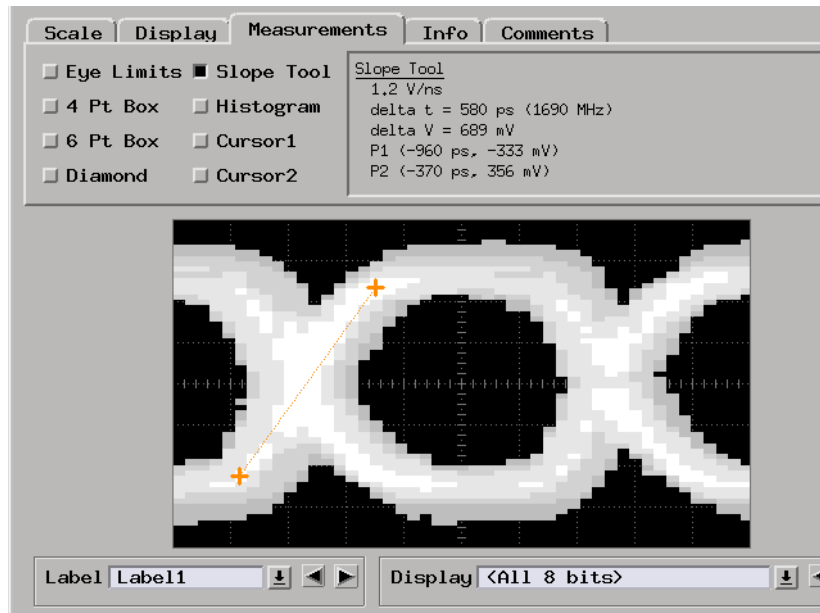 Scale Display Measurements Info Comments
Eye Limits Slope Tool
4 Pt Box Histogram
6 Pt Box Cursor1
Diamond Cursor2
Slope Tool
1.2 V/ns
delta t = 580 ps (1690 MHz)
delta V = 689 mV
P1 (-960 ps, -333 mV)
P2 (-370 ps, 356 mV)
Label Label1 Display <All 8 bits>